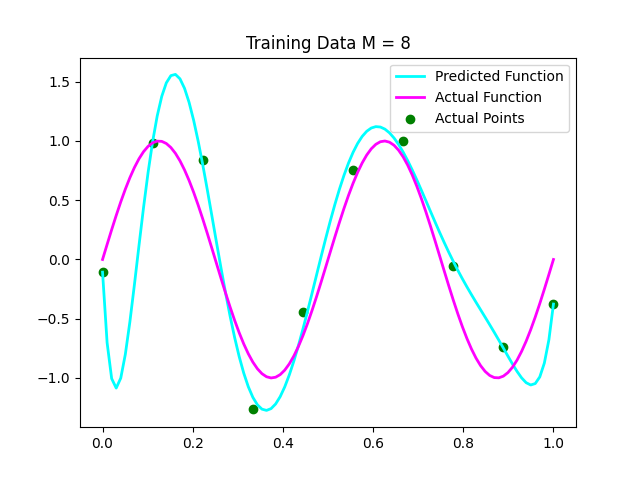 Training Data M = 8
Predicted Function
Actual Function
Actual Points
1.5
1.0
0.5
0.0
−0.5
−1.0
0.0 0.2 0.4 0.6 0.8 1.0